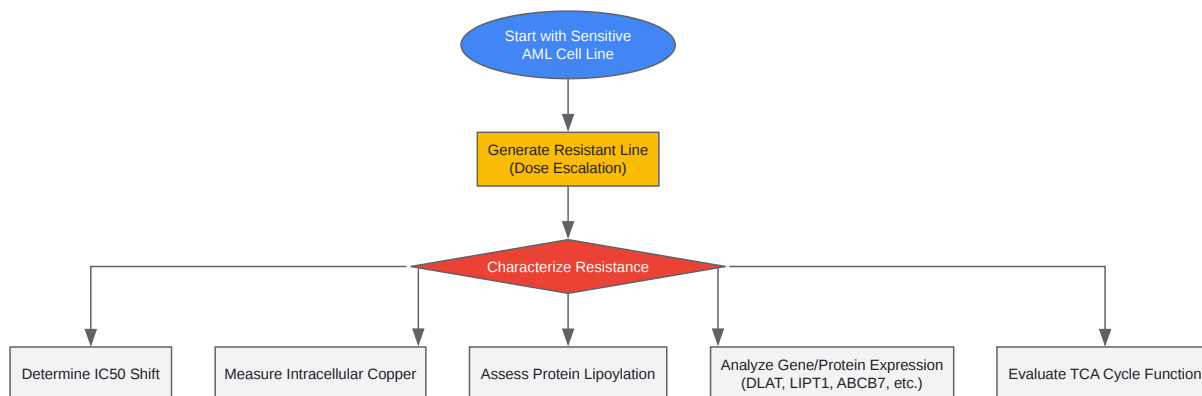 Start with Sensitive
AML Cell Line
Generate Resistant Line
(Dose Escalation)
Characterize Resistance
Determine IC50 Shift
Measure Intracellular Copper
Assess Protein Lipoylation
Analyze Gene/Protein Expression
(DLAT, LIPT1, ABCB7, etc.)
Evaluate TCA Cycle Function